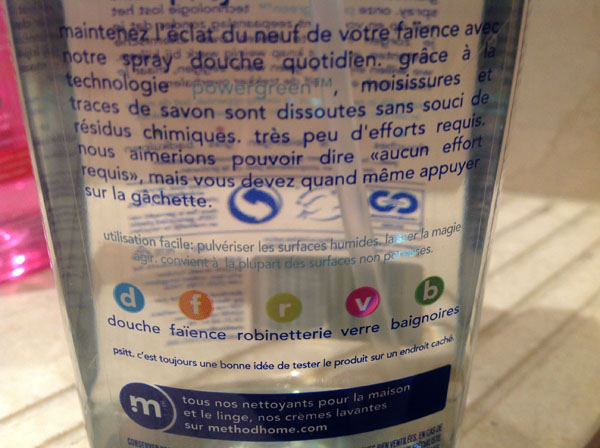 maintenez l'éclat du neuf de votre faïence avec
notre spray douche quotidien. grâce à la
technologie powergreen™, moisissures et
traces de savon sont dissoutes sans souci de
résidus chimiques. très peu d'efforts requis.
nous aimerions pouvoir dire «aucun effort
requis», mais vous devez quand même appuyer
sur la gâchette.
utilisation facile: pulvériser les surfaces humides. laisser la magie
agir. convient à la plupart des surfaces non poreuses.
d f r v b
douche faïence robinetterie verre baignoires
psitt. c'est toujours une bonne idée de tester le produit sur un endroit caché.
m
tous nos nettoyants pour la maison
et le linge, nos crèmes lavantes
sur methodhome.com
VENTILÉES. EN CAS DE